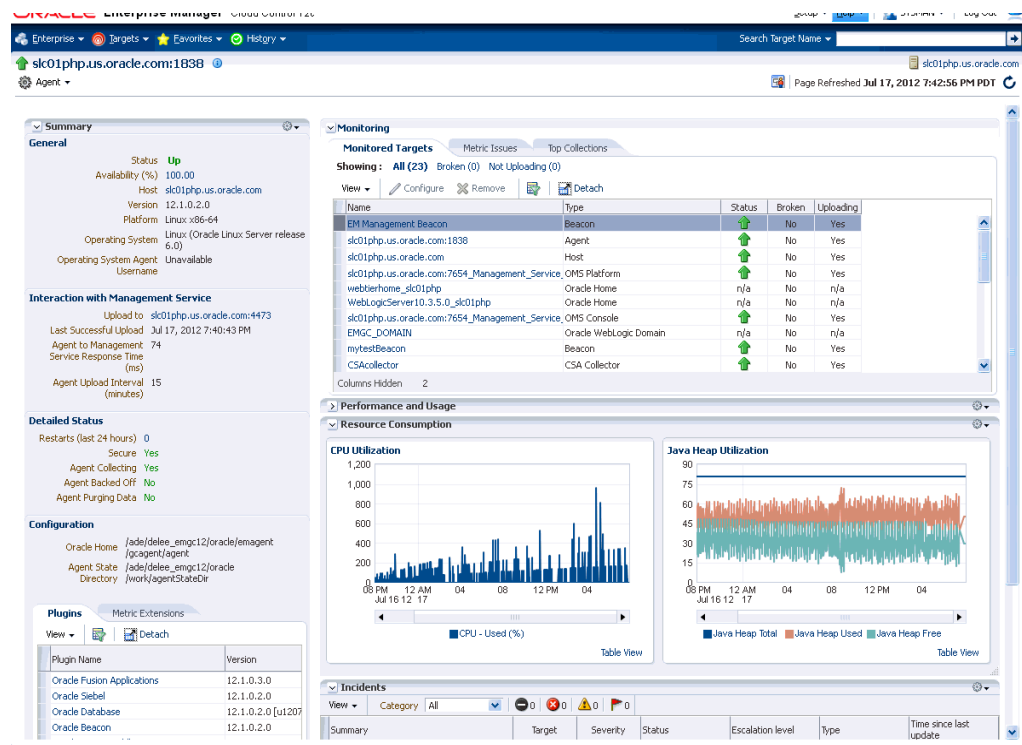 ORACLE Enterprise Manager Cloud Control 12c
Setup Help SYSMAN Log Out
Enterprise Targets Favorites History Search Target Name
slc01php.us.oracle.com:1838 slc01php.us.oracle.com
Agent Page Refreshed Jul 17, 2012 7:42:56 PM PDT
Summary
General
Status Up
Availability (%) 100.00
Host slc01php.us.oracle.com
Version 12.1.0.2.0
Platform Linux x86-64
Operating System Linux (Oracle Linux Server release
6.0)
Operating System Agent Unavailable
Username
Interaction with Management Service
Upload to slc01php.us.oracle.com:4473
Last Successful Upload Jul 17, 2012 7:40:43 PM
Agent to Management 74
Service Response Time
(ms)
Agent Upload Interval 15
(minutes)
Detailed Status
Restarts (last 24 hours) 0
Secure Yes
Agent Collecting Yes
Agent Backed Off No
Agent Purging Data No
Configuration
Oracle Home /ade/delee_emgc12/oracle/emagent
/gcagent/agent
Agent State /ade/delee_emgc12/oracle
Directory /work/agentStateDir
Plugins Metric Extensions
View Detach
Plugin Name Version
Oracle Fusion Applications 12.1.0.3.0
Oracle Siebel 12.1.0.2.0
Oracle Database 12.1.0.2.0 [u1207
Oracle Beacon 12.1.0.2.0
Monitoring
Monitored Targets Metric Issues Top Collections
Showing : All (23) Broken (0) Not Uploading (0)
View Configure Remove Detach
Name Type Status Broken Uploading
EM Management Beacon Beacon No Yes
slc01php.us.oracle.com:1838 Agent No Yes
slc01php.us.oracle.com Host No Yes
slc01php.us.oracle.com:7654_Management_Service_ OMS Platform No Yes
webtierhome_slc01php Oracle Home n/a No n/a
WebLogicServer10.3.5.0_slc01php Oracle Home n/a No n/a
slc01php.us.oracle.com:7654_Management_Service_ OMS Console No Yes
EMGC_DOMAIN Oracle WebLogic Domain n/a No n/a
mytestBeacon Beacon No Yes
CSAcollector CSA Collector No Yes
Columns Hidden 2
Performance and Usage
Resource Consumption
CPU Utilization
1,200
1,000
800
600
400
200
0
08 PM 12 AM 04 08 12 PM 04
Jul 16 12 17
CPU - Used (%)
Table View
Java Heap Utilization
90
75
60
45
30
15
0
08 PM 12 AM 04 08 12 PM 04
Jul 16 12 17
Java Heap Total Java Heap Used Java Heap Free
Table View
Incidents
View Category All 0 0 0 0
Summary Target Severity Status Escalation level Type Time since last
update